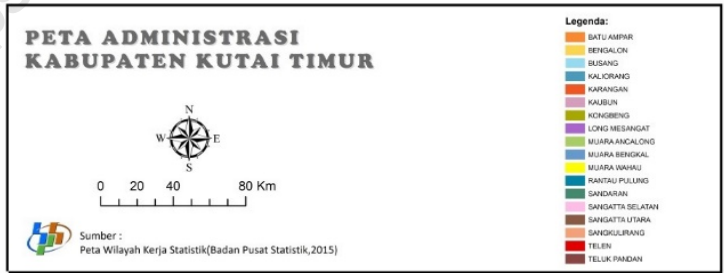 PETA ADMINISTRASI
KABUPATEN KUTAI TIMUR
N
W E
S
0 20 40 80 Km
Sumber :
Peta Wilayah Kerja Statistik(Badan Pusat Statistik,2015)
Legenda:
BATU AMPAR
BENGALON
BUSANG
KALIORANG
KARANGAN
KAUBUN
KONGBENG
LONG MESANGAT
MUARA ANCALONG
MUARA BENGKAL
MUARA WAHAU
RANTAU PULUNG
SANDARAN
SANGATTA SELATAN
SANGATTA UTARA
SANGKULIRANG
TELEN
TELUK PANDAN